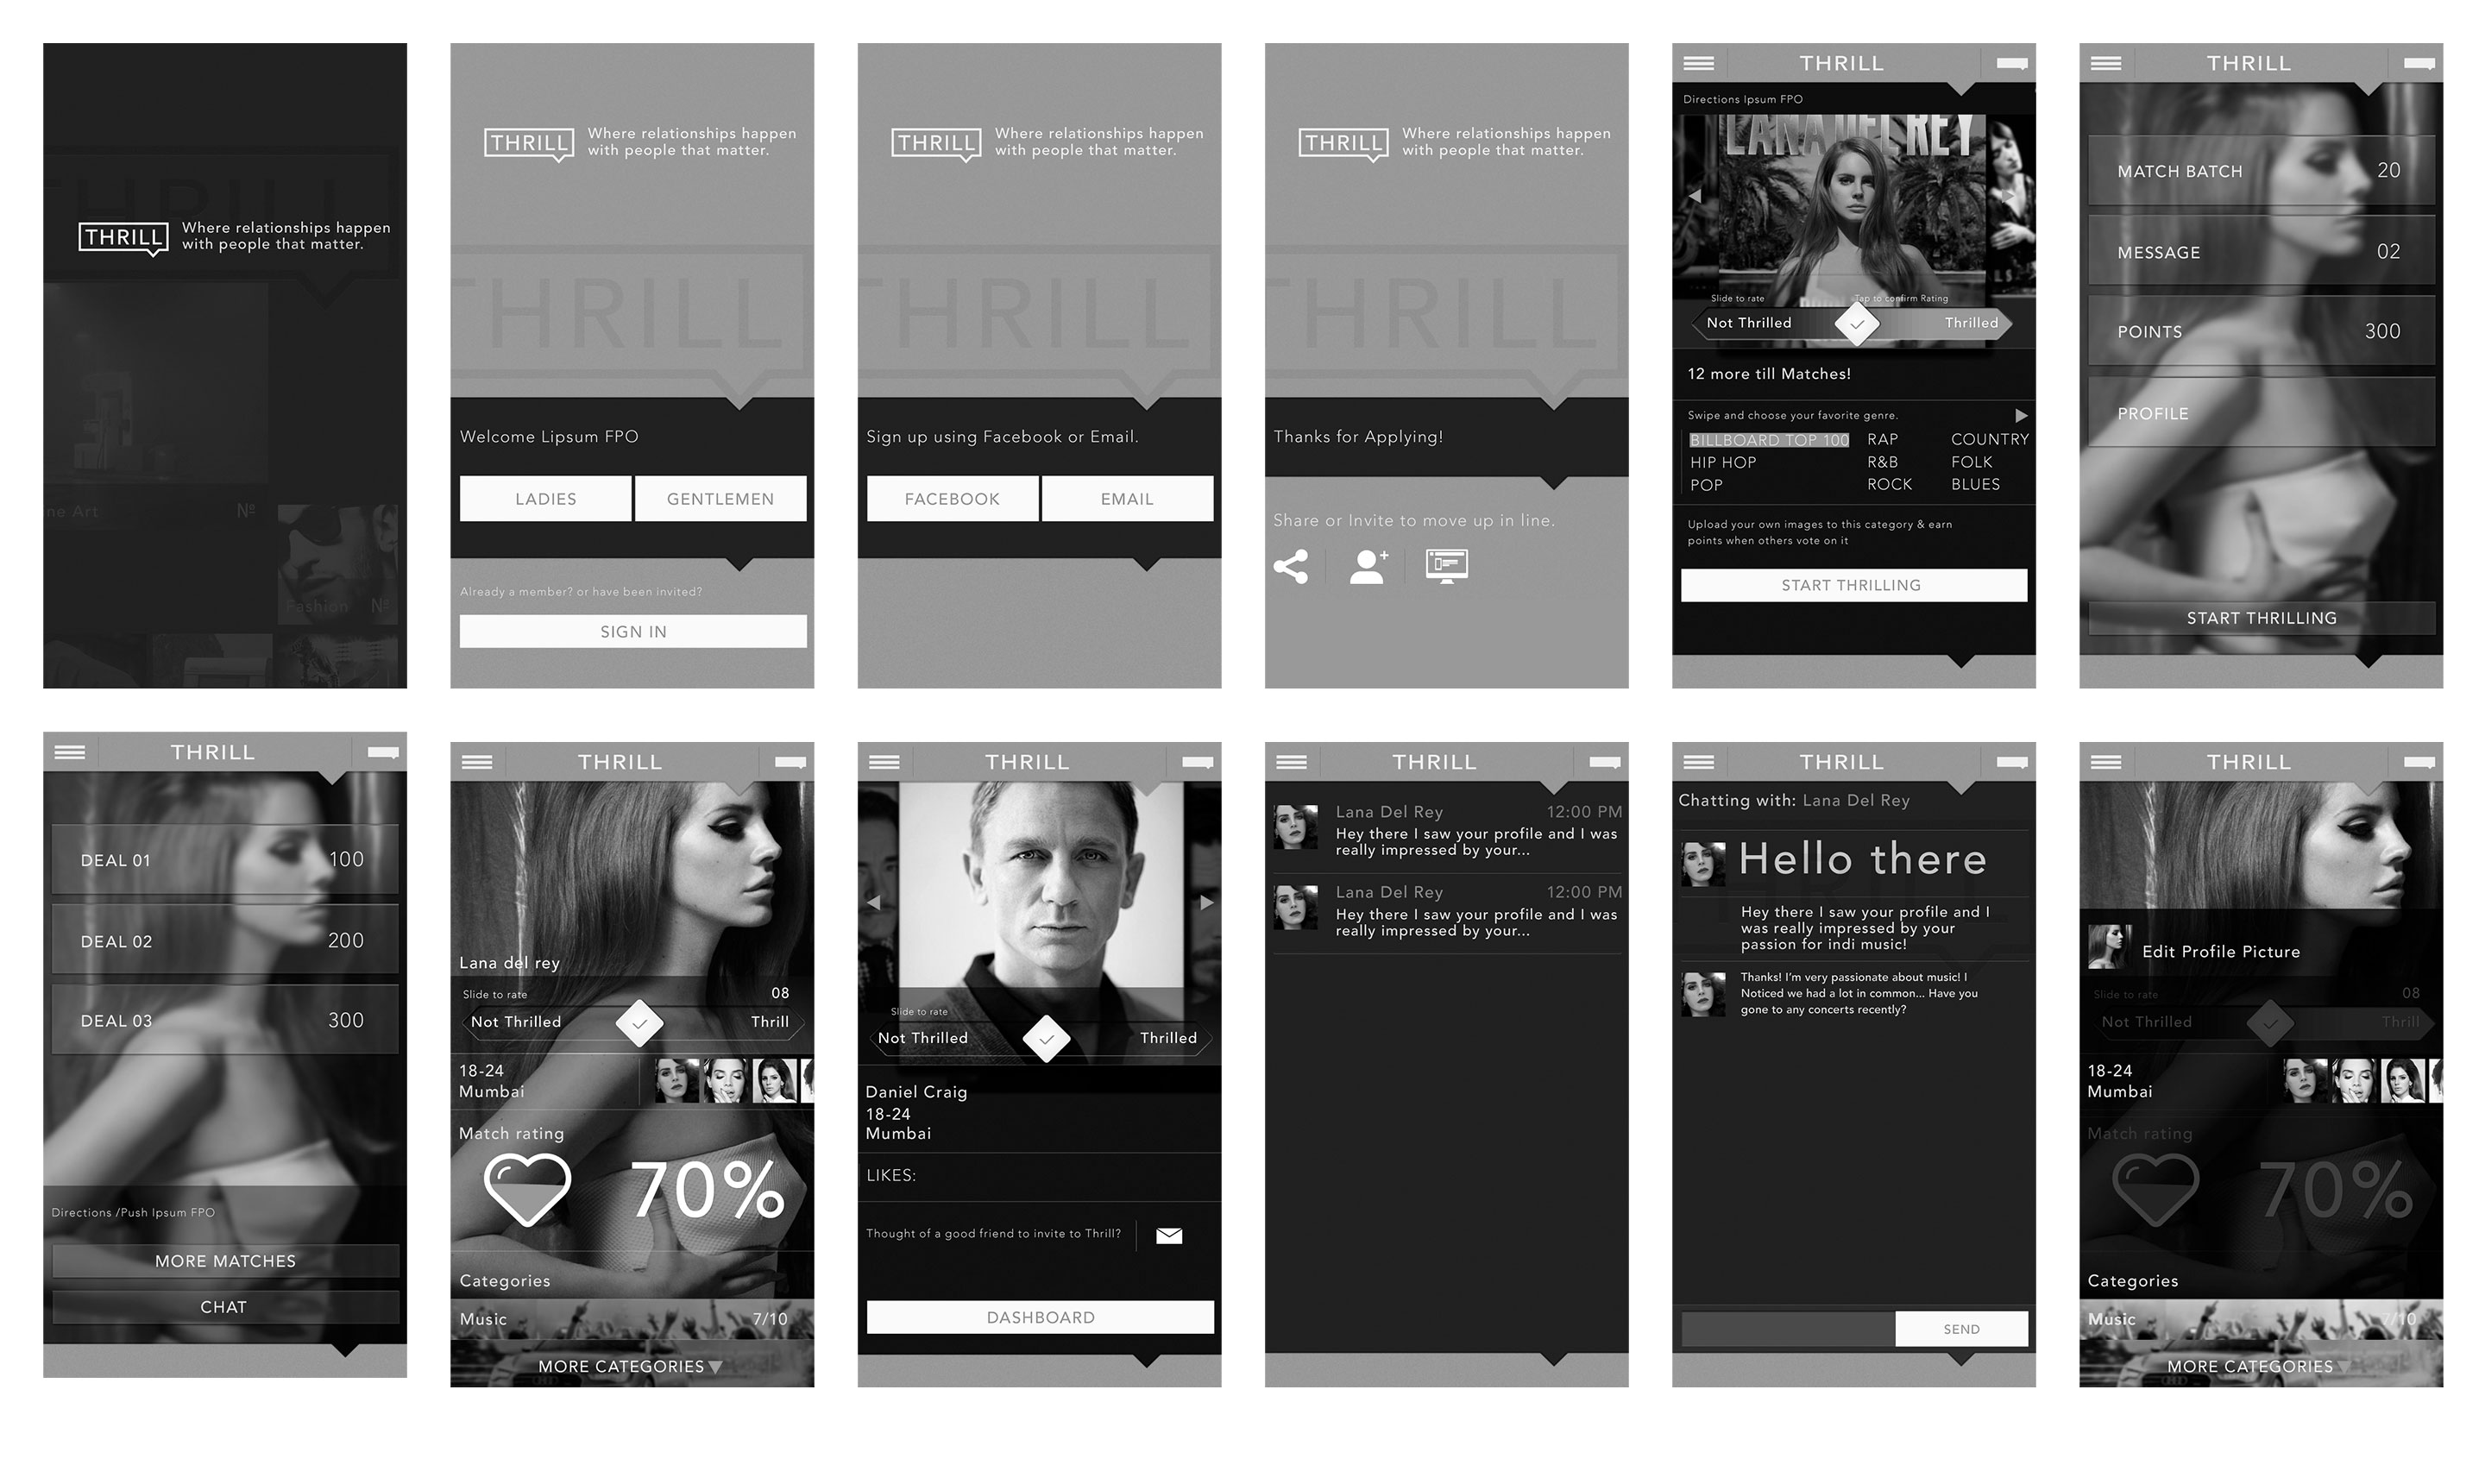 THRILL
THRILL
Where relationships happen
with people that matter.
ne Art Nº
Fashion Nº
THRILL
Where relationships happen
with people that matter.
THRILL
Welcome Lipsum FPO
LADIES
GENTLEMEN
Already a member? or have been invited?
SIGN IN
THRILL
Where relationships happen
with people that matter.
THRILL
Sign up using Facebook or Email.
FACEBOOK
EMAIL
THRILL
Where relationships happen
with people that matter.
THRILL
Thanks for Applying!
Share or Invite to move up in line.
THRILL
Directions Ipsum FPO
LANA DEL REY
Slide to rate
Tap to confirm Rating
Not Thrilled
Thrilled
12 more till Matches!
Swipe and choose your favorite genre.
BILLBOARD TOP 100 RAP COUNTRY
HIP HOP R&B FOLK
POP ROCK BLUES
Upload your own images to this category & earn
points when others vote on it
START THRILLING
THRILL
MATCH BATCH 20
MESSAGE 02
POINTS 300
PROFILE
START THRILLING
THRILL
DEAL 01 100
DEAL 02 200
DEAL 03 300
Directions /Push Ipsum FPO
MORE MATCHES
CHAT
THRILL
Lana del rey
Slide to rate 08
Not Thrilled Thrill
18-24
Mumbai
Match rating
70%
Categories
Music 7/10
MORE CATEGORIES
THRILL
Slide to rate
Not Thrilled Thrilled
Daniel Craig
18-24
Mumbai
LIKES:
Thought of a good friend to invite to Thrill?
DASHBOARD
THRILL
Lana Del Rey 12:00 PM
Hey there I saw your profile and I was
really impressed by your...
Lana Del Rey 12:00 PM
Hey there I saw your profile and I was
really impressed by your...
THRILL
Chatting with: Lana Del Rey
Hello there
Hey there I saw your profile and I
was really impressed by your
passion for indi music!
Thanks! I'm very passionate about music! I
Noticed we had a lot in common... Have you
gone to any concerts recently?
SEND
THRILL
Edit Profile Picture
Slide to rate 08
Not Thrilled Thrill
18-24
Mumbai
Match rating
70%
Categories
Music 7/10
MORE CATEGORIES